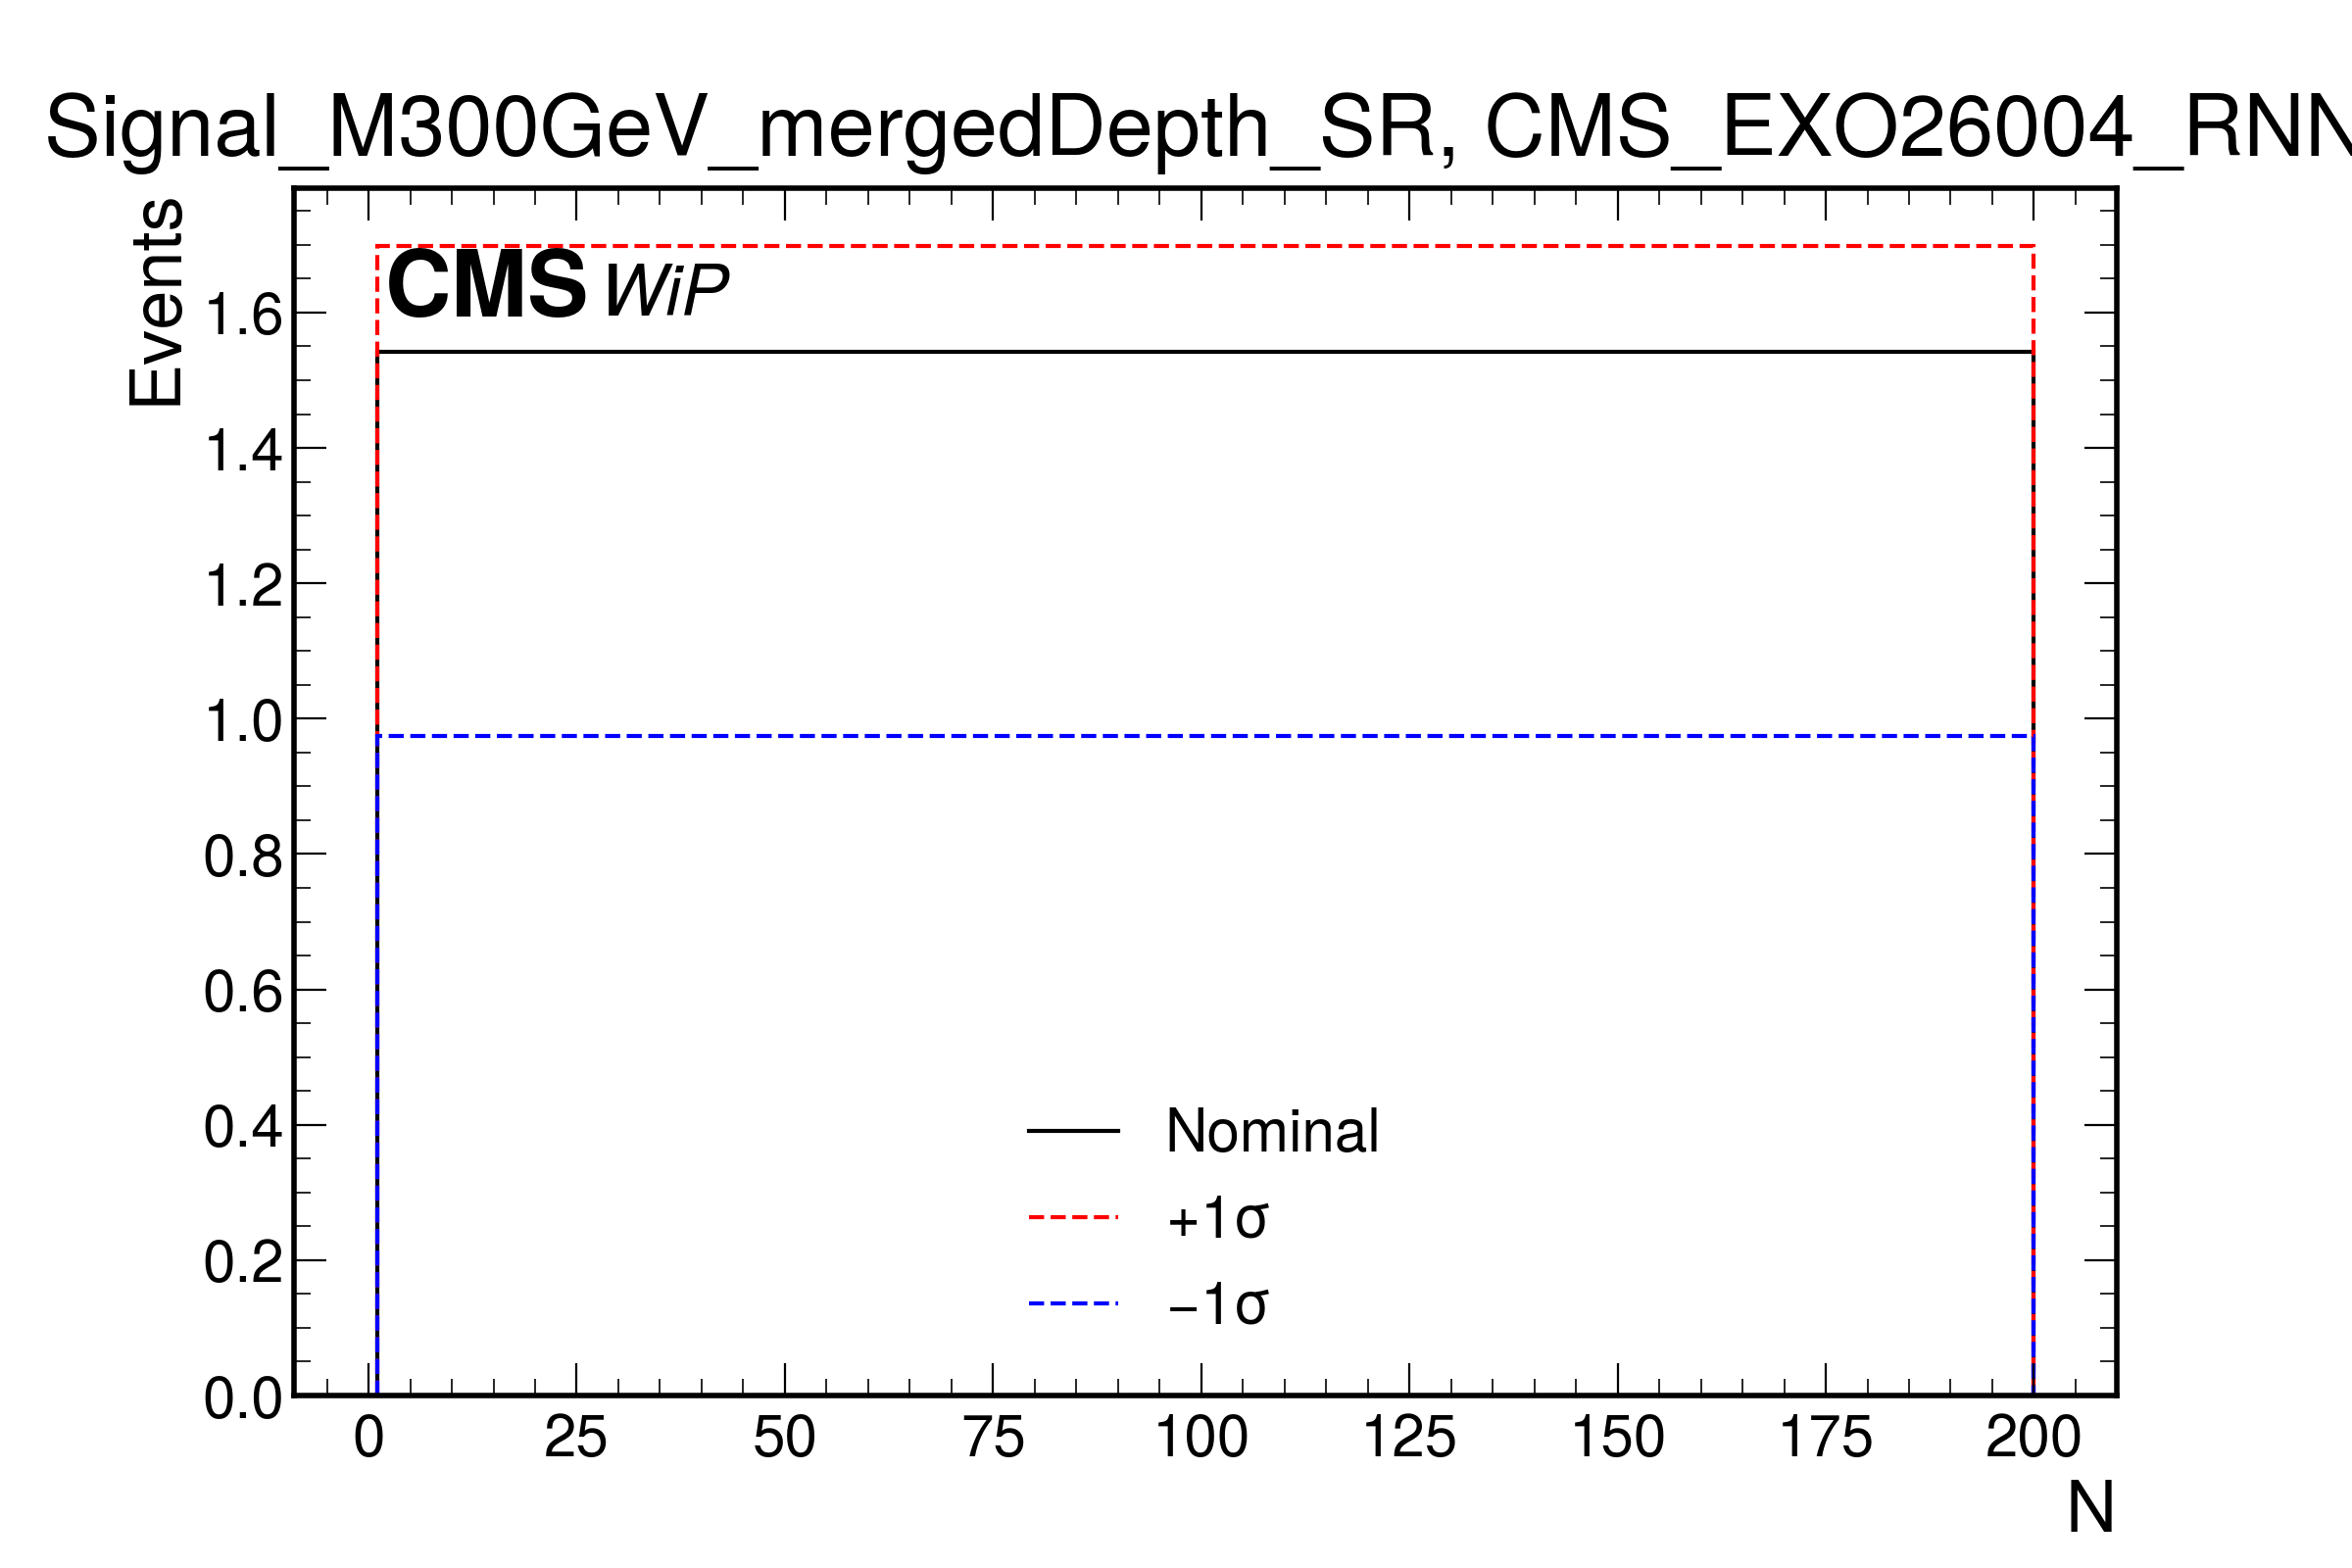 Signal_M300GeV_mergedDepth_SR, CMS_EXO26004_RNN
Events
CMS WiP
1.6
1.4
1.2
1.0
0.8
0.6
0.4
0.2
0.0
Nominal
+1σ
−1σ
0 25 50 75 100 125 150 175 200
N